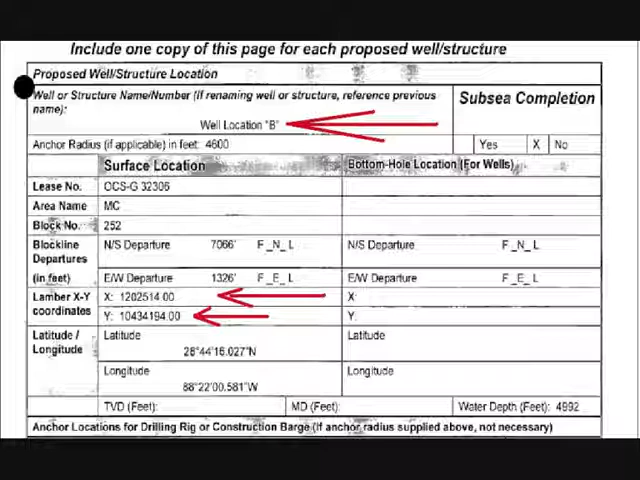 Include one copy of this page for each proposed well/structure
Proposed Well/Structure Location
Well or Structure Name/Number (If renaming well or structure, reference previous name):
Well Location "B"
Subsea Completion
Anchor Radius (if applicable) in feet: 4600
Yes X No
Surface Location Bottom-Hole Location (For Wells)
Lease No. OCS-G 32306
Area Name MC
Block No. 252
Blockline Departures
N/S Departure 7066' F_N_L N/S Departure F_N_L
(in feet) E/W Departure 1326' F_E_L E/W Departure F_E_L
Lamber X-Y coordinates
X: 1202514.00 X:
Y: 10434194.00 Y:
Latitude / Longitude
Latitude Latitude
28°44'16.027"N
Longitude Longitude
88°22'00.581"W
TVD (Feet): MD (Feet): Water Depth (Feet): 4992
Anchor Locations for Drilling Rig or Construction Barge (If anchor radius supplied above, not necessary)